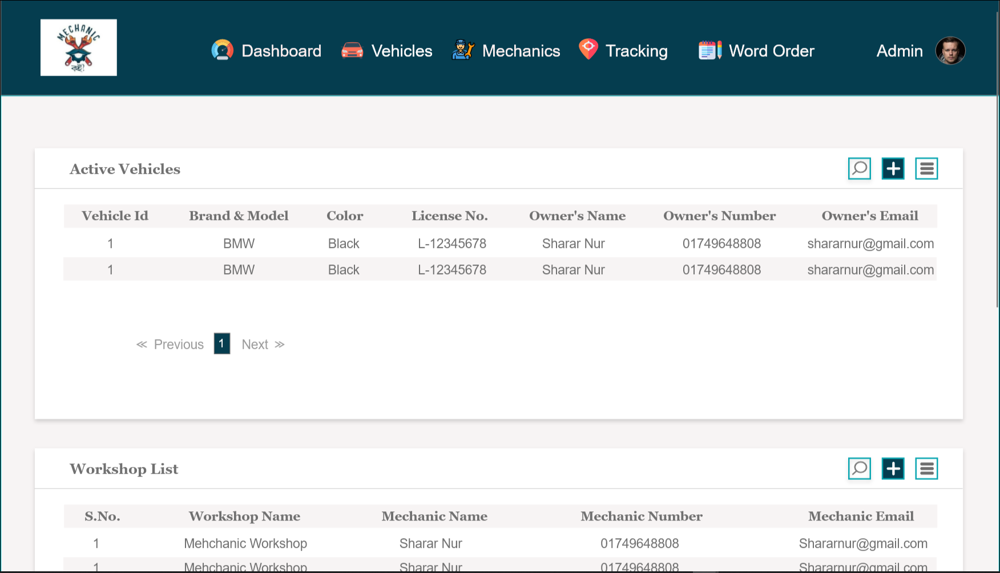 MECHANIC
কই?
Dashboard Vehicles Mechanics Tracking Word Order Admin
Active Vehicles
Vehicle Id Brand & Model Color License No. Owner's Name Owner's Number Owner's Email
1 BMW Black L-12345678 Sharar Nur 01749648808 shararnur@gmail.com
1 BMW Black L-12345678 Sharar Nur 01749648808 shararnur@gmail.com
≪ Previous 1 Next ≫
Workshop List
S.No. Workshop Name Mechanic Name Mechanic Number Mechanic Email
1 Mehchanic Workshop Sharar Nur 01749648808 Shararnur@gmail.com
1 Mehchanic Workshop Sharar Nur 01749648808 Shararnur@gmail.com